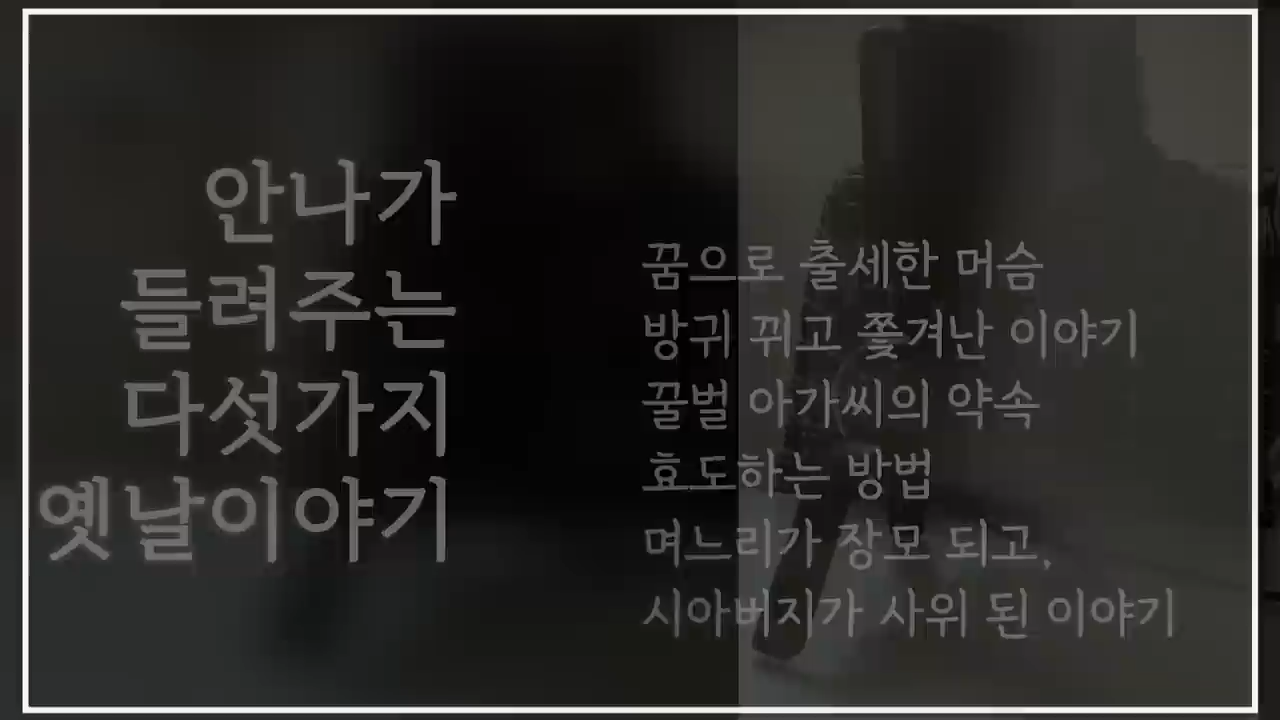 안나가
들려주는
다섯가지
옛날이야기
꿈으로 출세한 머슴
방귀 뀌고 쫓겨난 이야기
꿀벌 아가씨의 약속
효도하는 방법
며느리가 장모 되고,
시아버지가 사위 된 이야기